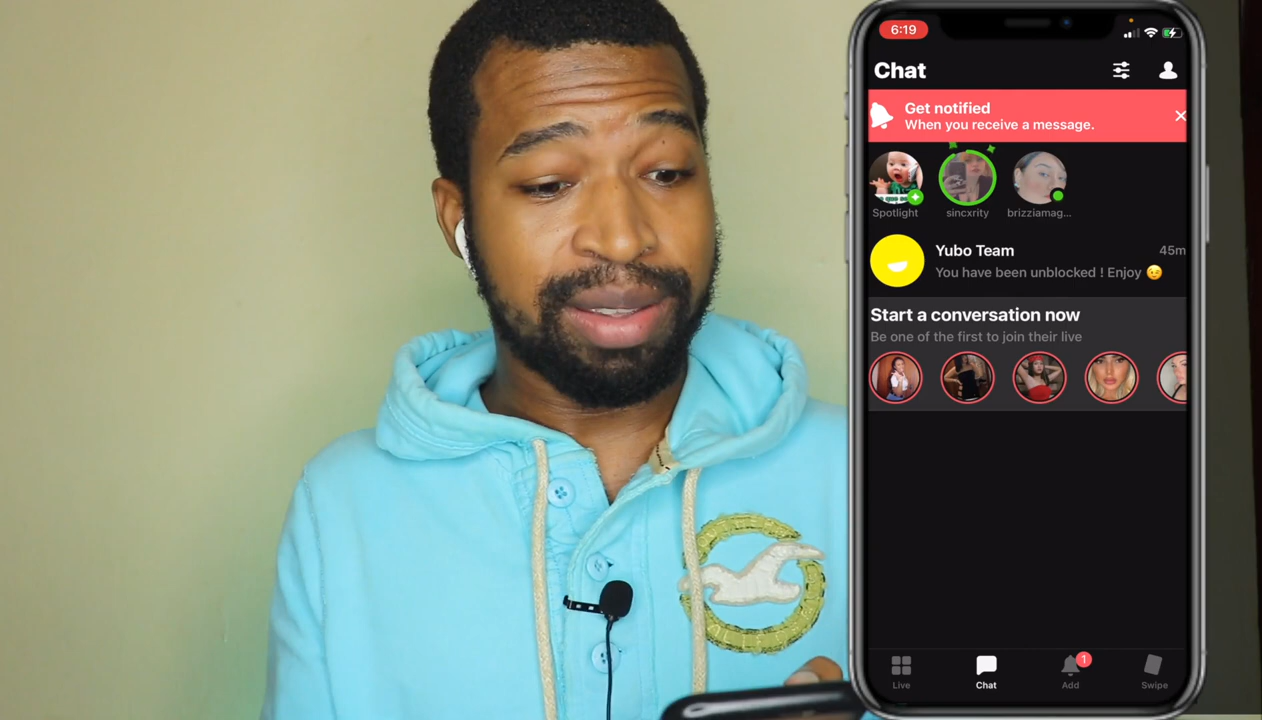 6:19
Chat
Get notified
When you receive a message.
Spotlight
sincxrity
brizziamag...
Yubo Team
45m
You have been unblocked ! Enjoy 😉
Start a conversation now
Be one of the first to join their live
1
Live
Chat
Add
Swipe